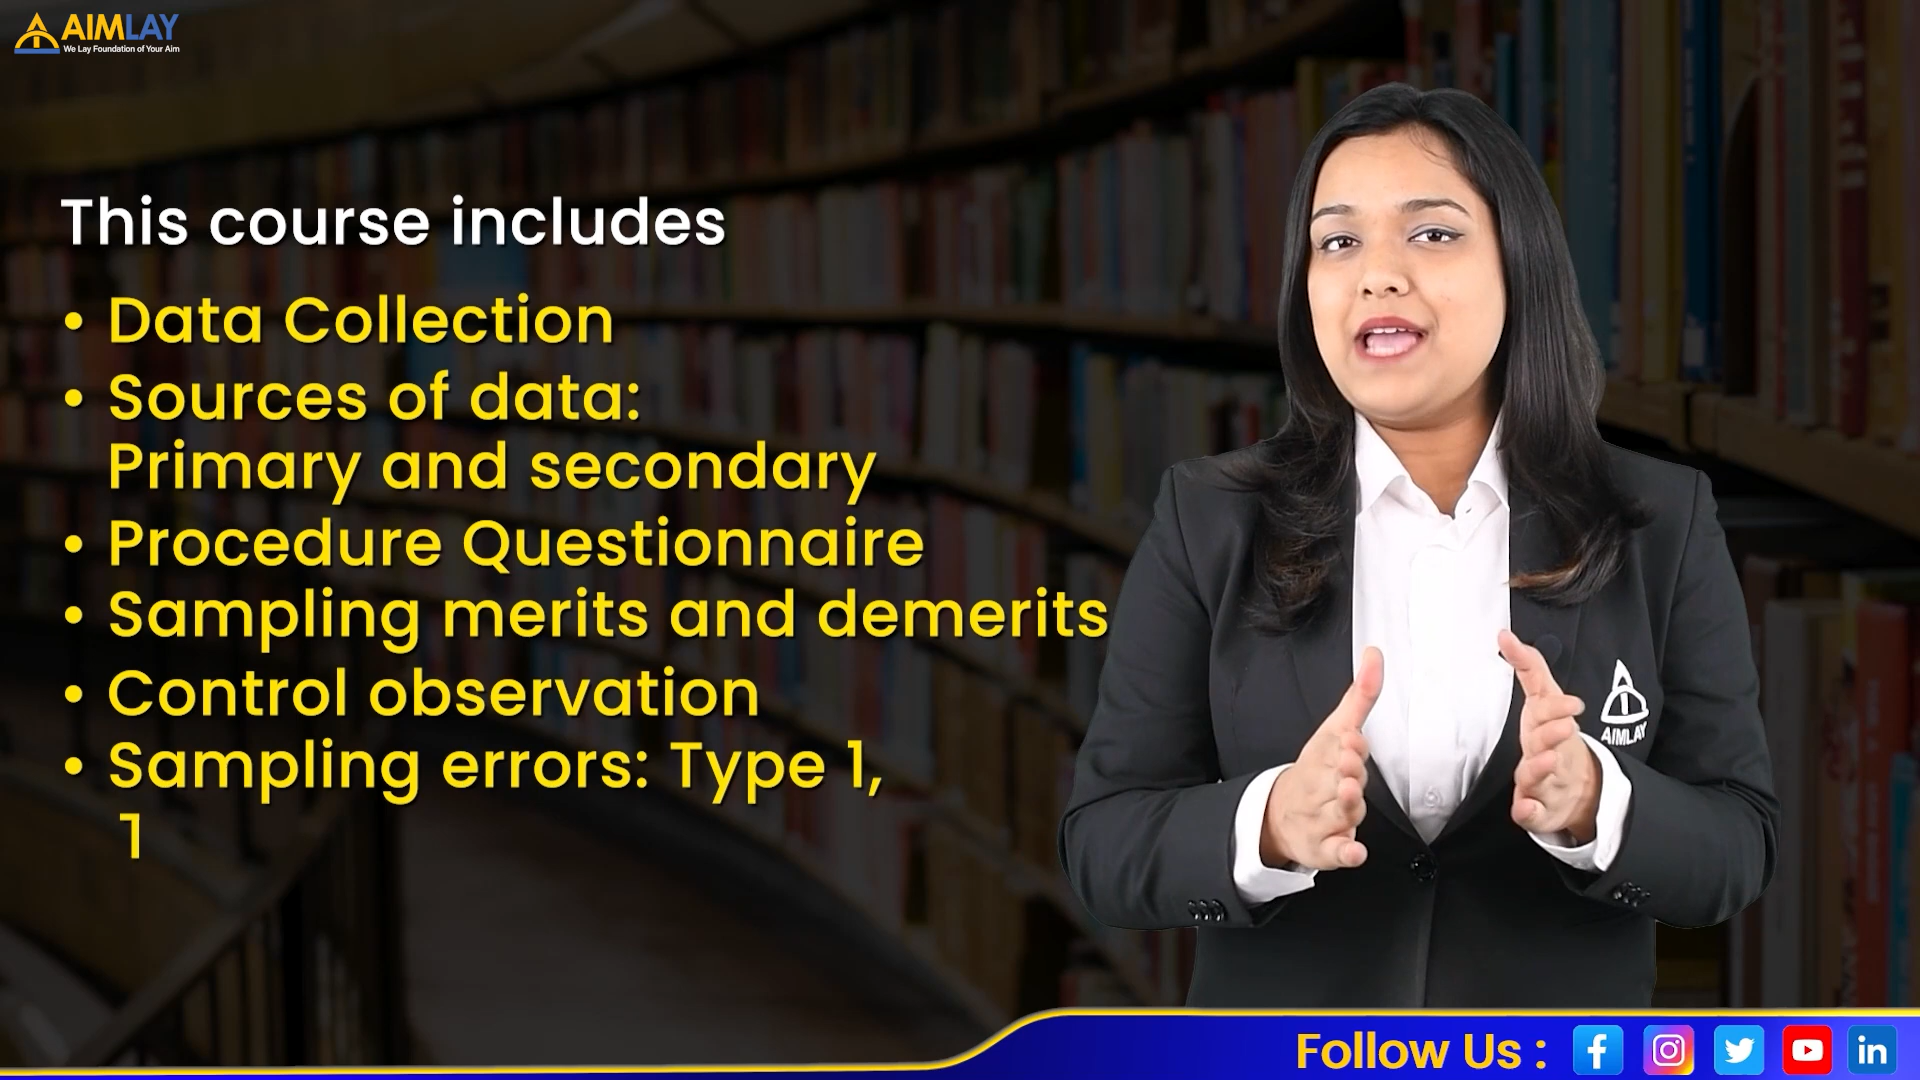 AIMLAY
We Lay Foundation of Your Aim
This course includes
• Data Collection
• Sources of data:
Primary and secondary
• Procedure Questionnaire
• Sampling merits and demerits
• Control observation
• Sampling errors: Type 1,
1
AIMLAY
Follow Us :